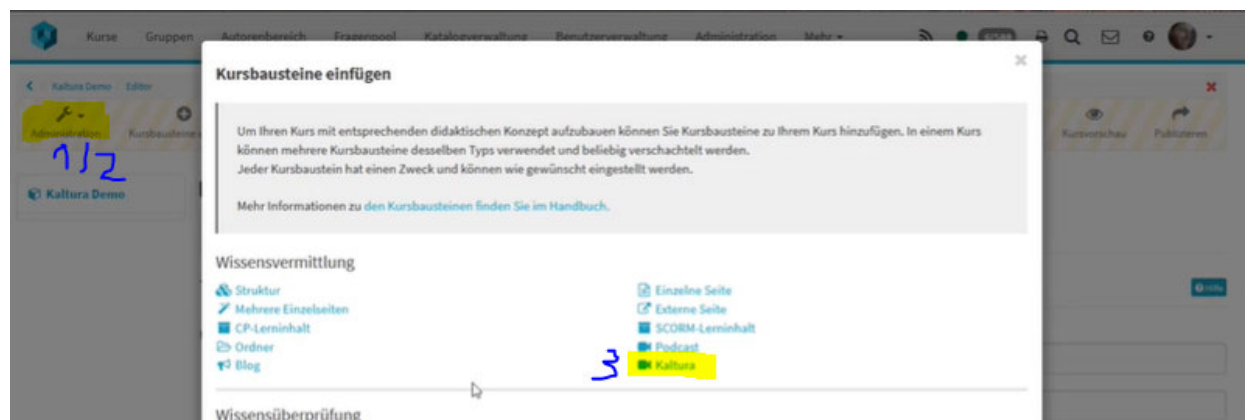 Kurse Gruppen Autorenbereich Fragenpool Katalogverwaltung Benutzerverwaltung Administration Mehr
Kursbausteine einfügen
Kaltura Demo / Editor
Administration Kursbausteine Kursvorschau Publizieren
1/2
Um Ihren Kurs mit entsprechenden didaktischen Konzept aufzubauen können Sie Kursbausteine zu Ihrem Kurs hinzufügen. In einem Kurs
können mehrere Kursbausteine desselben Typs verwendet und beliebig verschachtelt werden.
Jeder Kursbaustein hat einen Zweck und können wie gewünscht eingestellt werden.
Kaltura Demo
Mehr Informationen zu den Kursbausteinen finden Sie im Handbuch.
Wissensvermittlung
Struktur Einzelne Seite
Hilfe
Mehrere Einzelseiten Externe Seite
CP-Lerninhalt SCORM-Lerninhalt
Ordner Podcast
Blog 3 Kaltura
Wissensüberprüfung